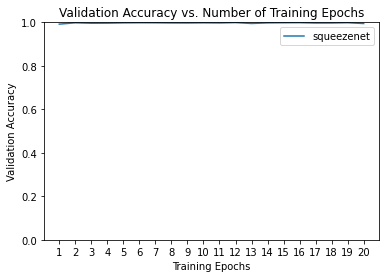 Validation Accuracy vs. Number of Training Epochs
1.0
squeezenet
0.8
0.6
0.4
0.2
0.0
Validation Accuracy
1 2 3 4 5 6 7 8 9 10 11 12 13 14 15 16 17 18 19 20
Training Epochs